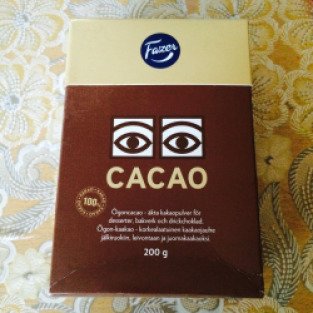 Fazer
CACAO
100%
Ögoncacao - äkta kakaopulver för
desserter, bakverk och drickchoklad.
Ögon-kaakao - korkealaatuinen kaakaojauhe
jälkiruokiin, leivontaan ja juomakaakaoksi.
200 g